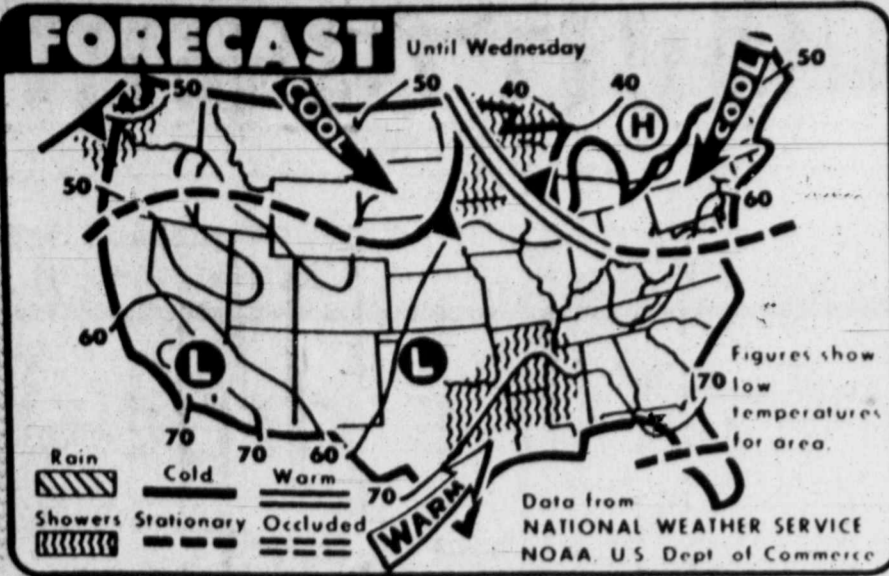 FORECAST
Until Wednesday
50
COOL
50
40
40
H
COOL
50
50
60
60
L
L
Figures show
70 low
temperatures
for area.
70
70
60
70
WARM
Rain
Cold
Warm
Showers
Stationary
Occluded
Data from
NATIONAL WEATHER SERVICE
NOAA, U.S. Dept. of Commerce